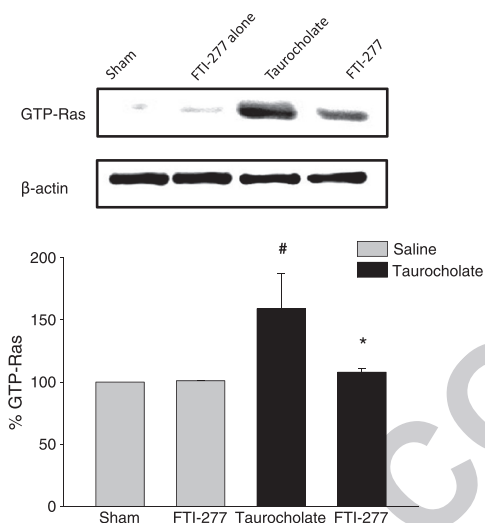 Sham FTI-277 alone Taurocholate FTI-277
GTP-Ras
β-actin
Saline
Taurocholate
#
*
% GTP-Ras
200
150
100
50
0
Sham FTI-277 Taurocholate FTI-277